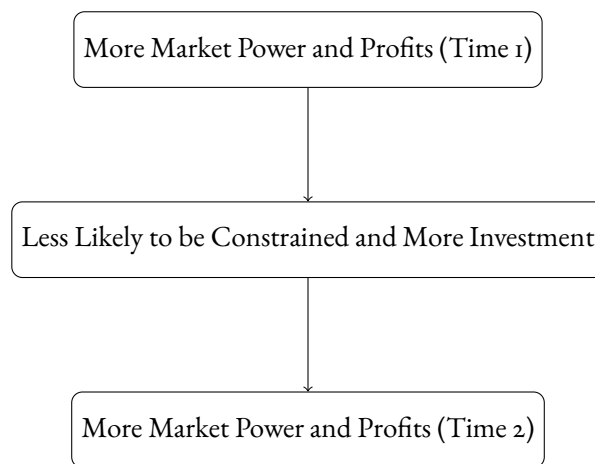 More Market Power and Profits (Time 1)
Less Likely to be Constrained and More Investment
More Market Power and Profits (Time 2)